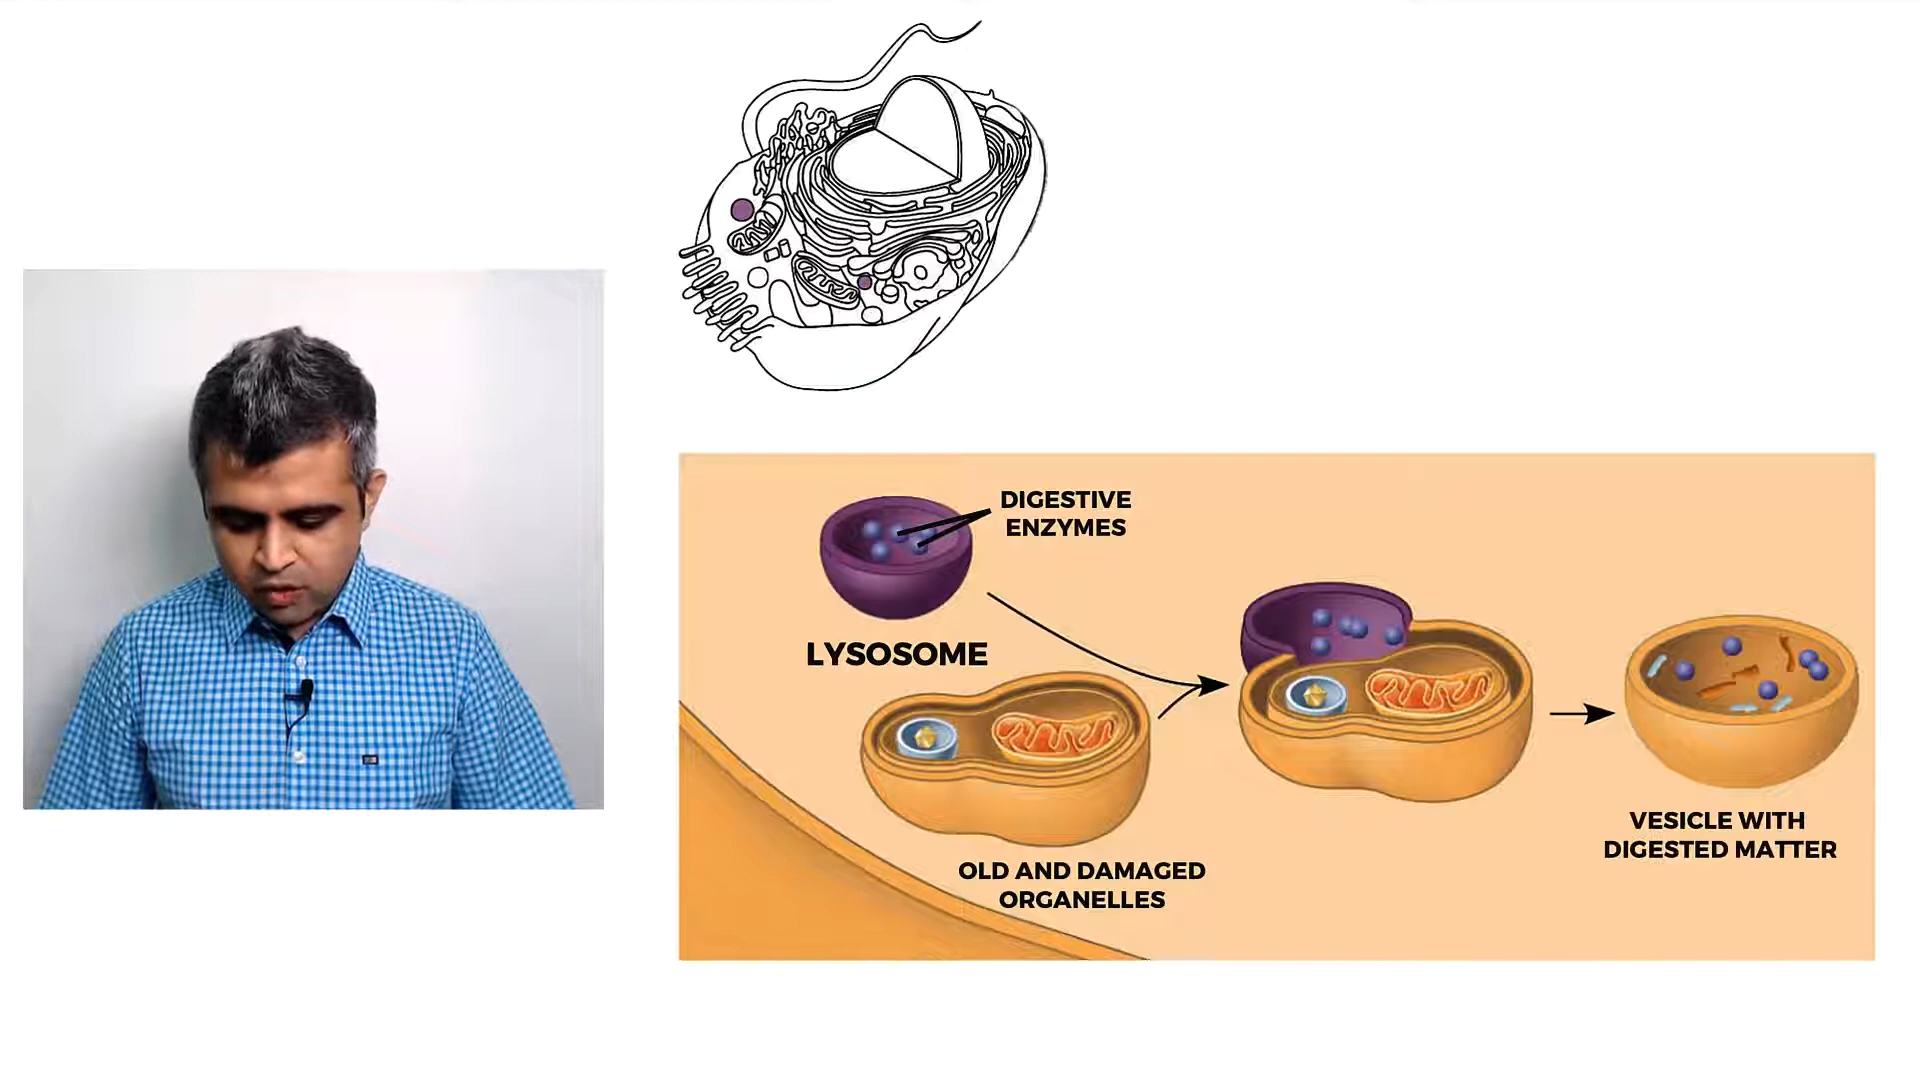 DIGESTIVE
ENZYMES
LYSOSOME
OLD AND DAMAGED
ORGANELLES
VESICLE WITH
DIGESTED MATTER